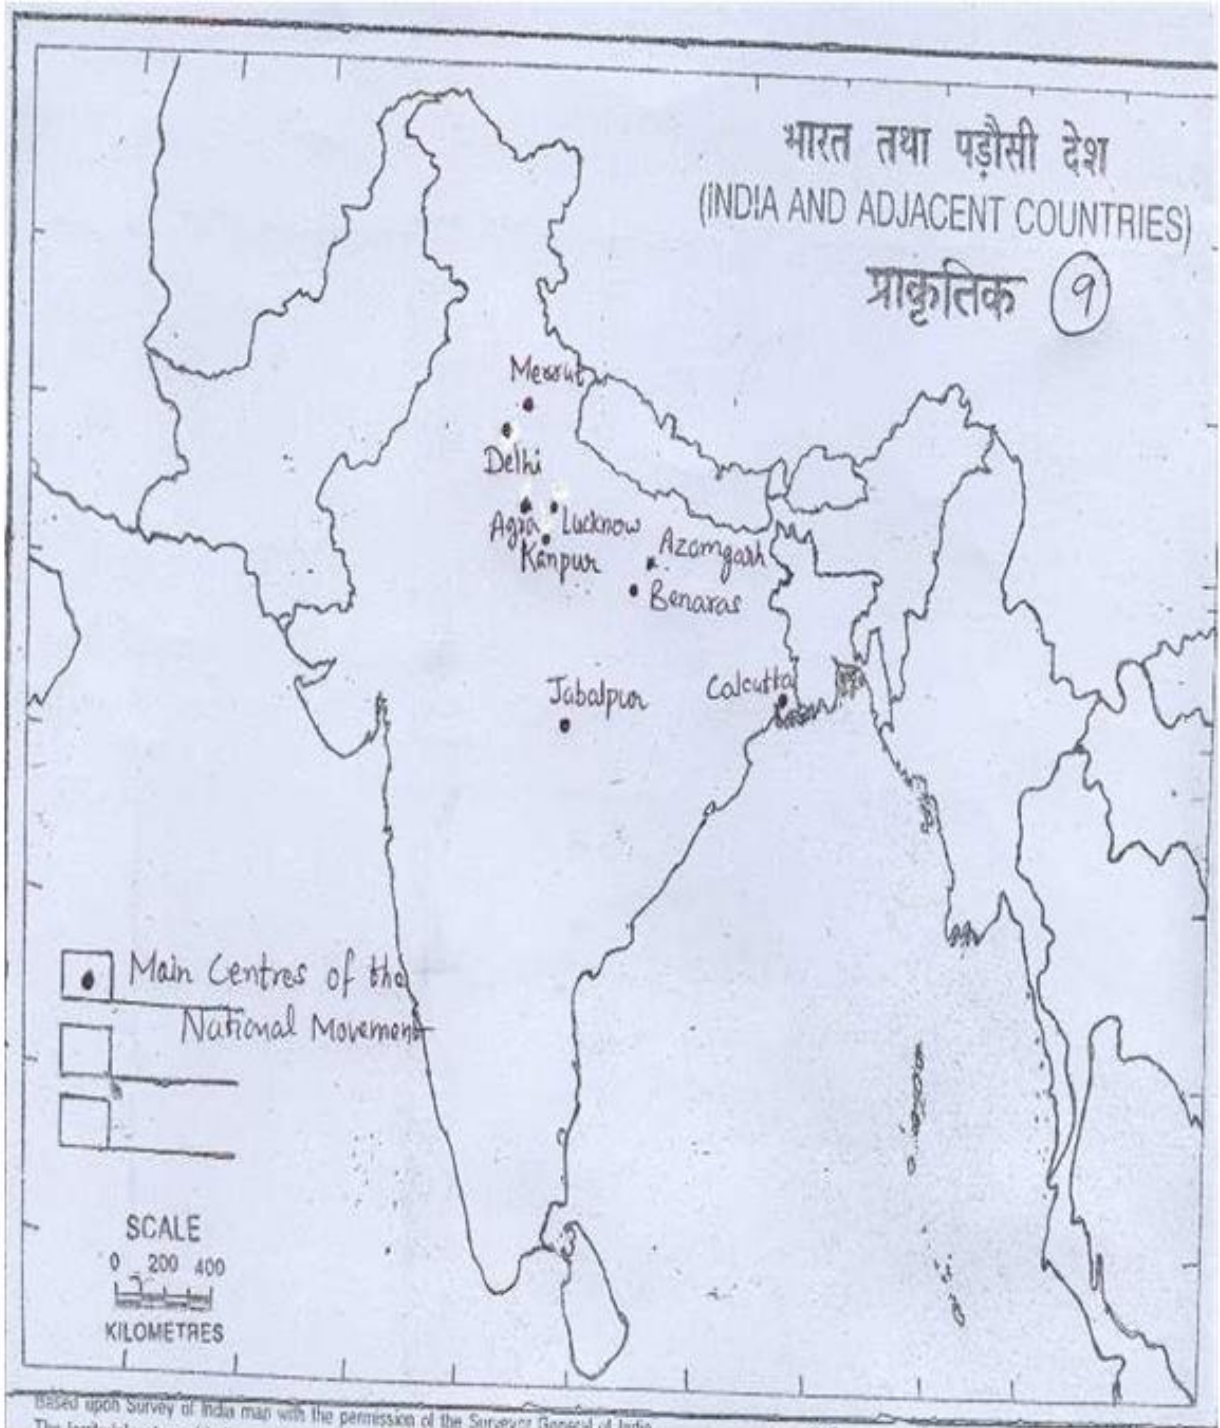 भारत तथा पड़ौसी देश
(INDIA AND ADJACENT COUNTRIES)
प्राकृतिक ९
Meerut
Delhi
Agra Lucknow
Kanpur
Azamgarh
Benaras
Jabalpur
Calcutta
Main Centres of the
National Movement
SCALE
0 200 400
KILOMETRES
Based upon Survey of India map with the permission of the Surveyor General of India